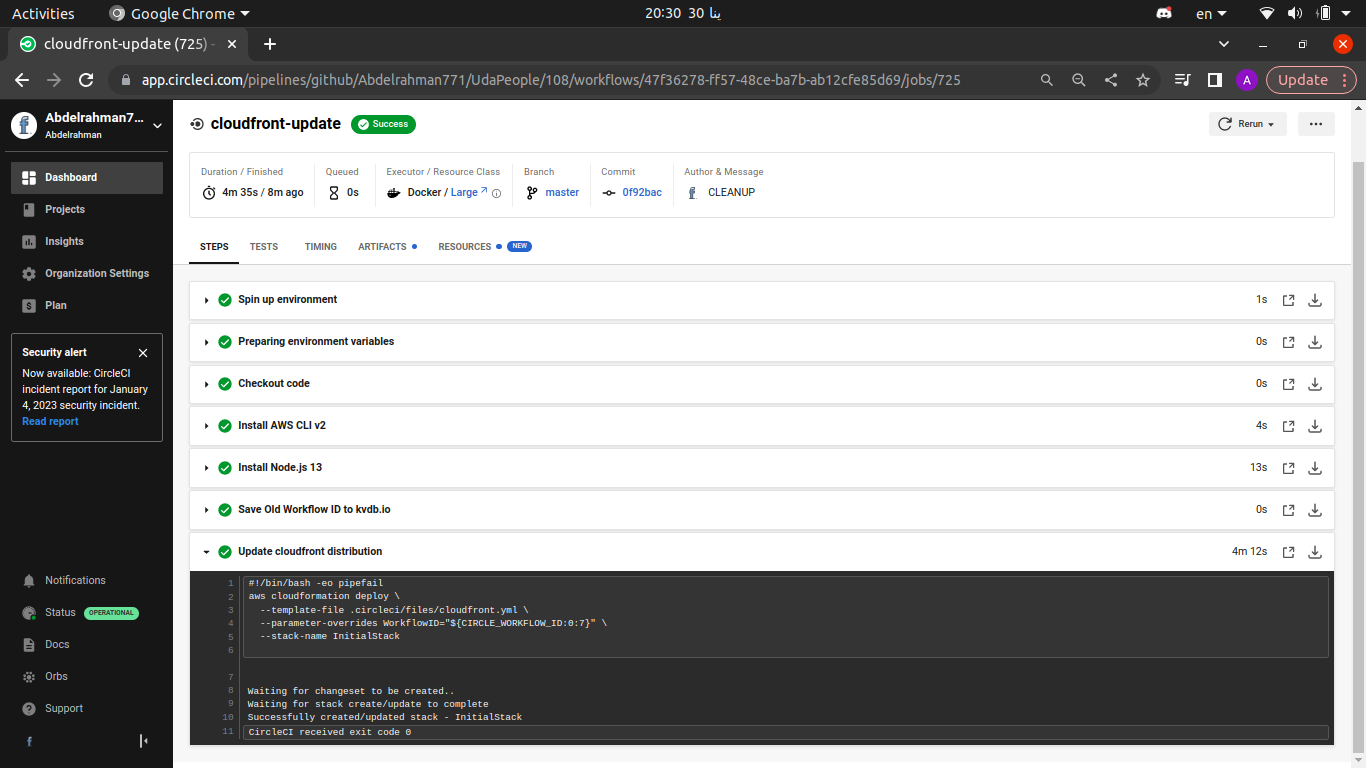 Activities
Google Chrome
20:30 30 ينا
en
cloudfront-update (725) -
app.circleci.com/pipelines/github/Abdelrahman771/UdaPeople/108/workflows/47f36278-ff57-48ce-ba7b-ab12cfe85d69/jobs/725
A
Update
Abdelrahman7...
Abdelrahman
Dashboard
Projects
Insights
Organization Settings
Plan
Security alert
Now available: CircleCI
incident report for January
4, 2023 security incident.
Read report
Notifications
Status OPERATIONAL
Docs
Orbs
Support
cloudfront-update Success
Rerun
Duration / Finished
4m 35s / 8m ago
Queued
0s
Executor / Resource Class
Docker / Large
Branch
master
Commit
0f92bac
Author & Message
CLEANUP
STEPS TESTS TIMING ARTIFACTS RESOURCES NEW
Spin up environment 1s
Preparing environment variables 0s
Checkout code 0s
Install AWS CLI v2 4s
Install Node.js 13 13s
Save Old Workflow ID to kvdb.io 0s
Update cloudfront distribution 4m 12s
1 #!/bin/bash -eo pipefail
2 aws cloudformation deploy \
3 --template-file .circleci/files/cloudfront.yml \
4 --parameter-overrides WorkflowID="${CIRCLE_WORKFLOW_ID:0:7}" \
5 --stack-name InitialStack
6
7
8 Waiting for changeset to be created..
9 Waiting for stack create/update to complete
10 Successfully created/updated stack - InitialStack
11 CircleCI received exit code 0